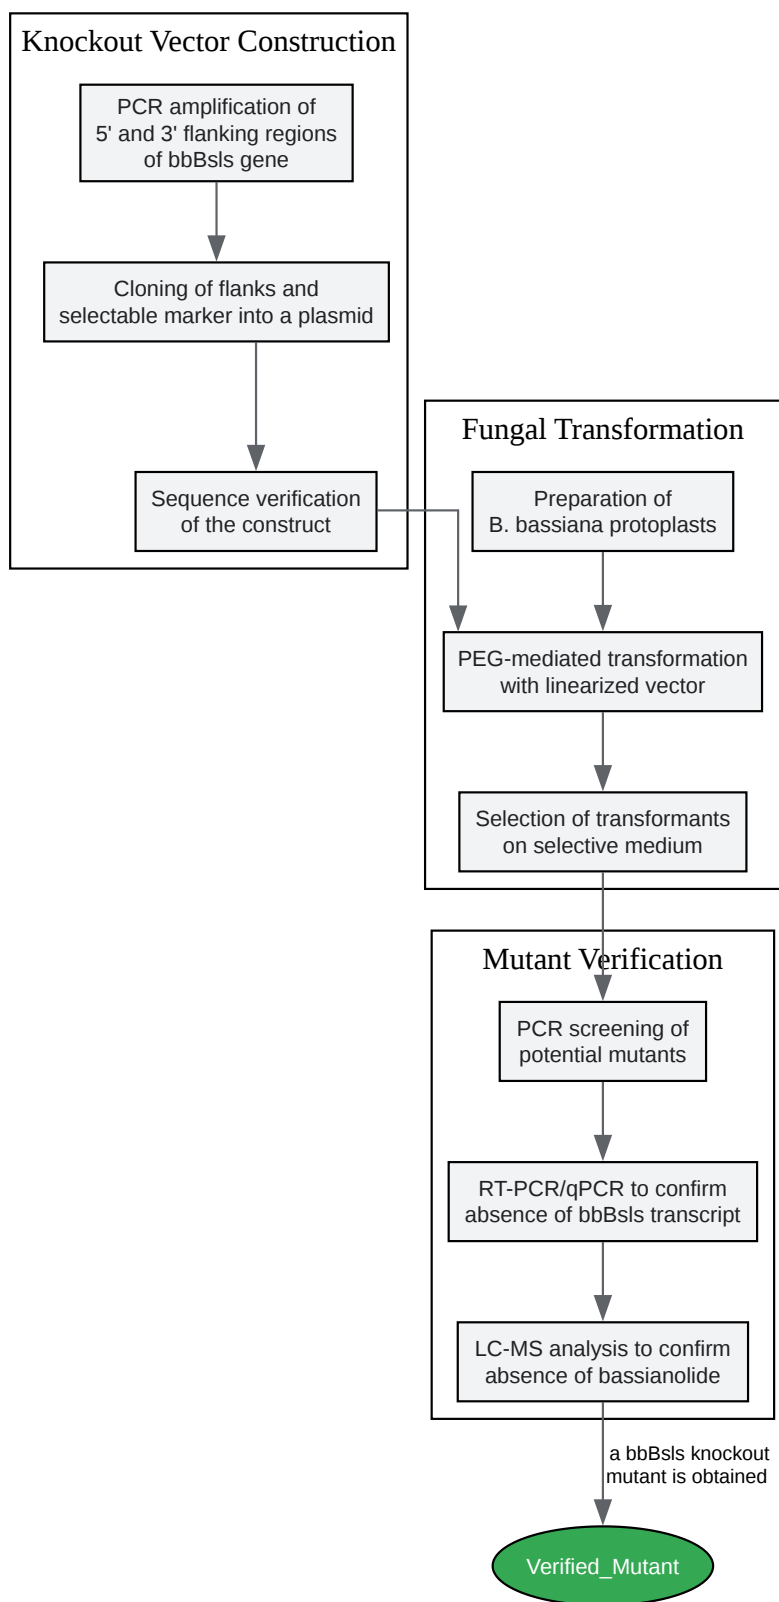 Knockout Vector Construction
PCR amplification of
5' and 3' flanking regions
of bbBsls gene
Cloning of flanks and
selectable marker into a plasmid
Sequence verification
of the construct
Fungal Transformation
Preparation of
B. bassiana protoplasts
PEG-mediated transformation
with linearized vector
Selection of transformants
on selective medium
Mutant Verification
PCR screening of
potential mutants
RT-PCR/qPCR to confirm
absence of bbBsls transcript
LC-MS analysis to confirm
absence of bassianolide
a bbBsls knockout
mutant is obtained
Verified_Mutant